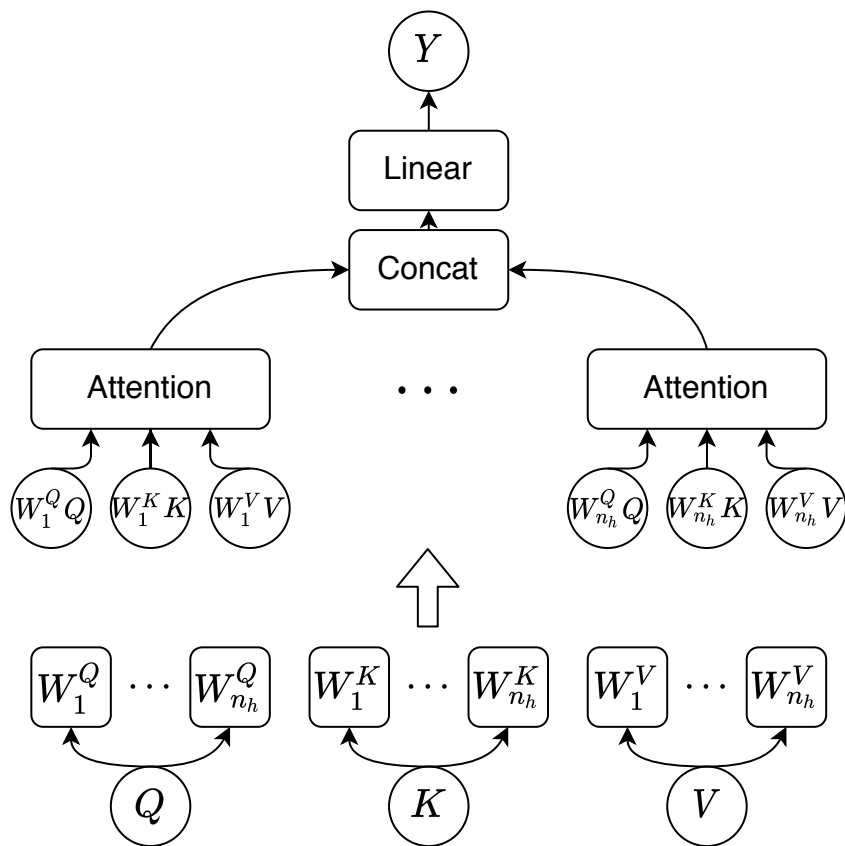 Y
Linear
Concat
Attention ... Attention
W_1^Q Q W_1^K K W_1^V V W_{n_h}^Q Q W_{n_h}^K K W_{n_h}^V V
W_1^Q ... W_{n_h}^Q W_1^K ... W_{n_h}^K W_1^V ... W_{n_h}^V
Q K V